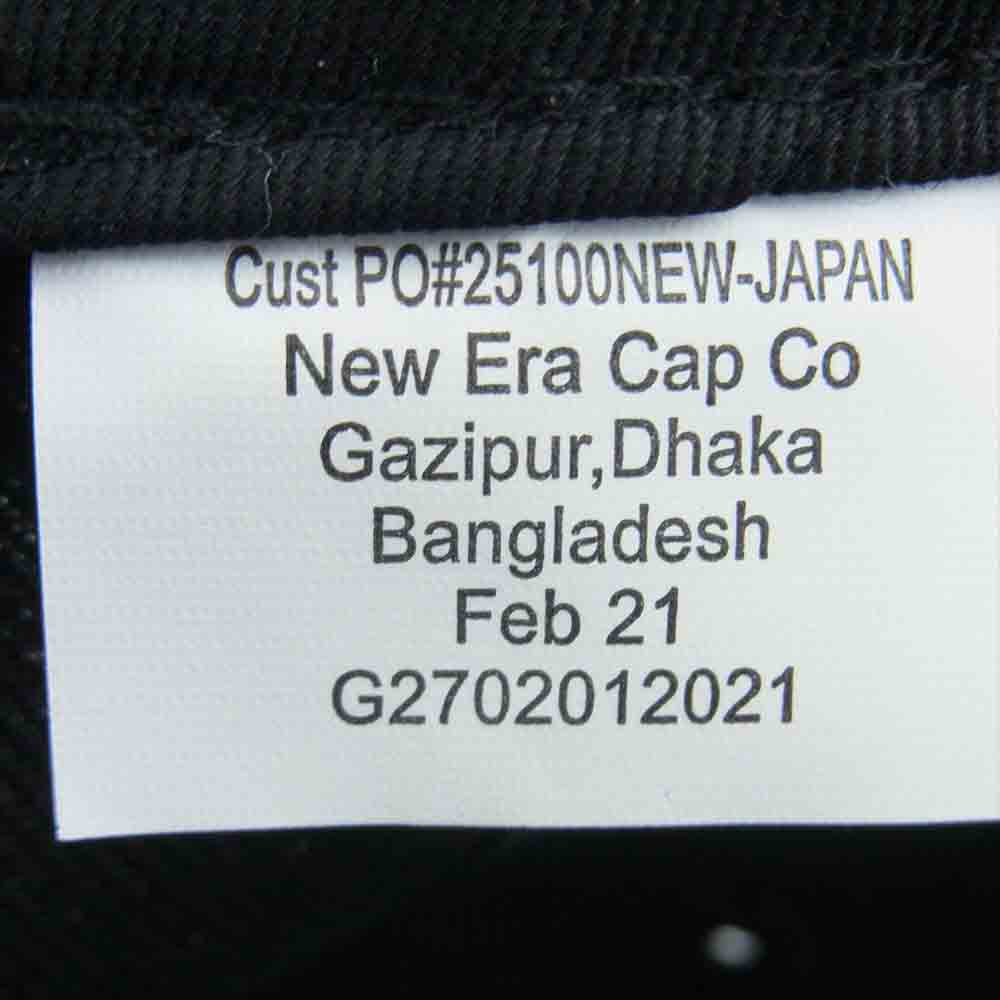 Cust PO#25100NEW-JAPAN
New Era Cap Co
Gazipur,Dhaka
Bangladesh
Feb 21
G2702012021